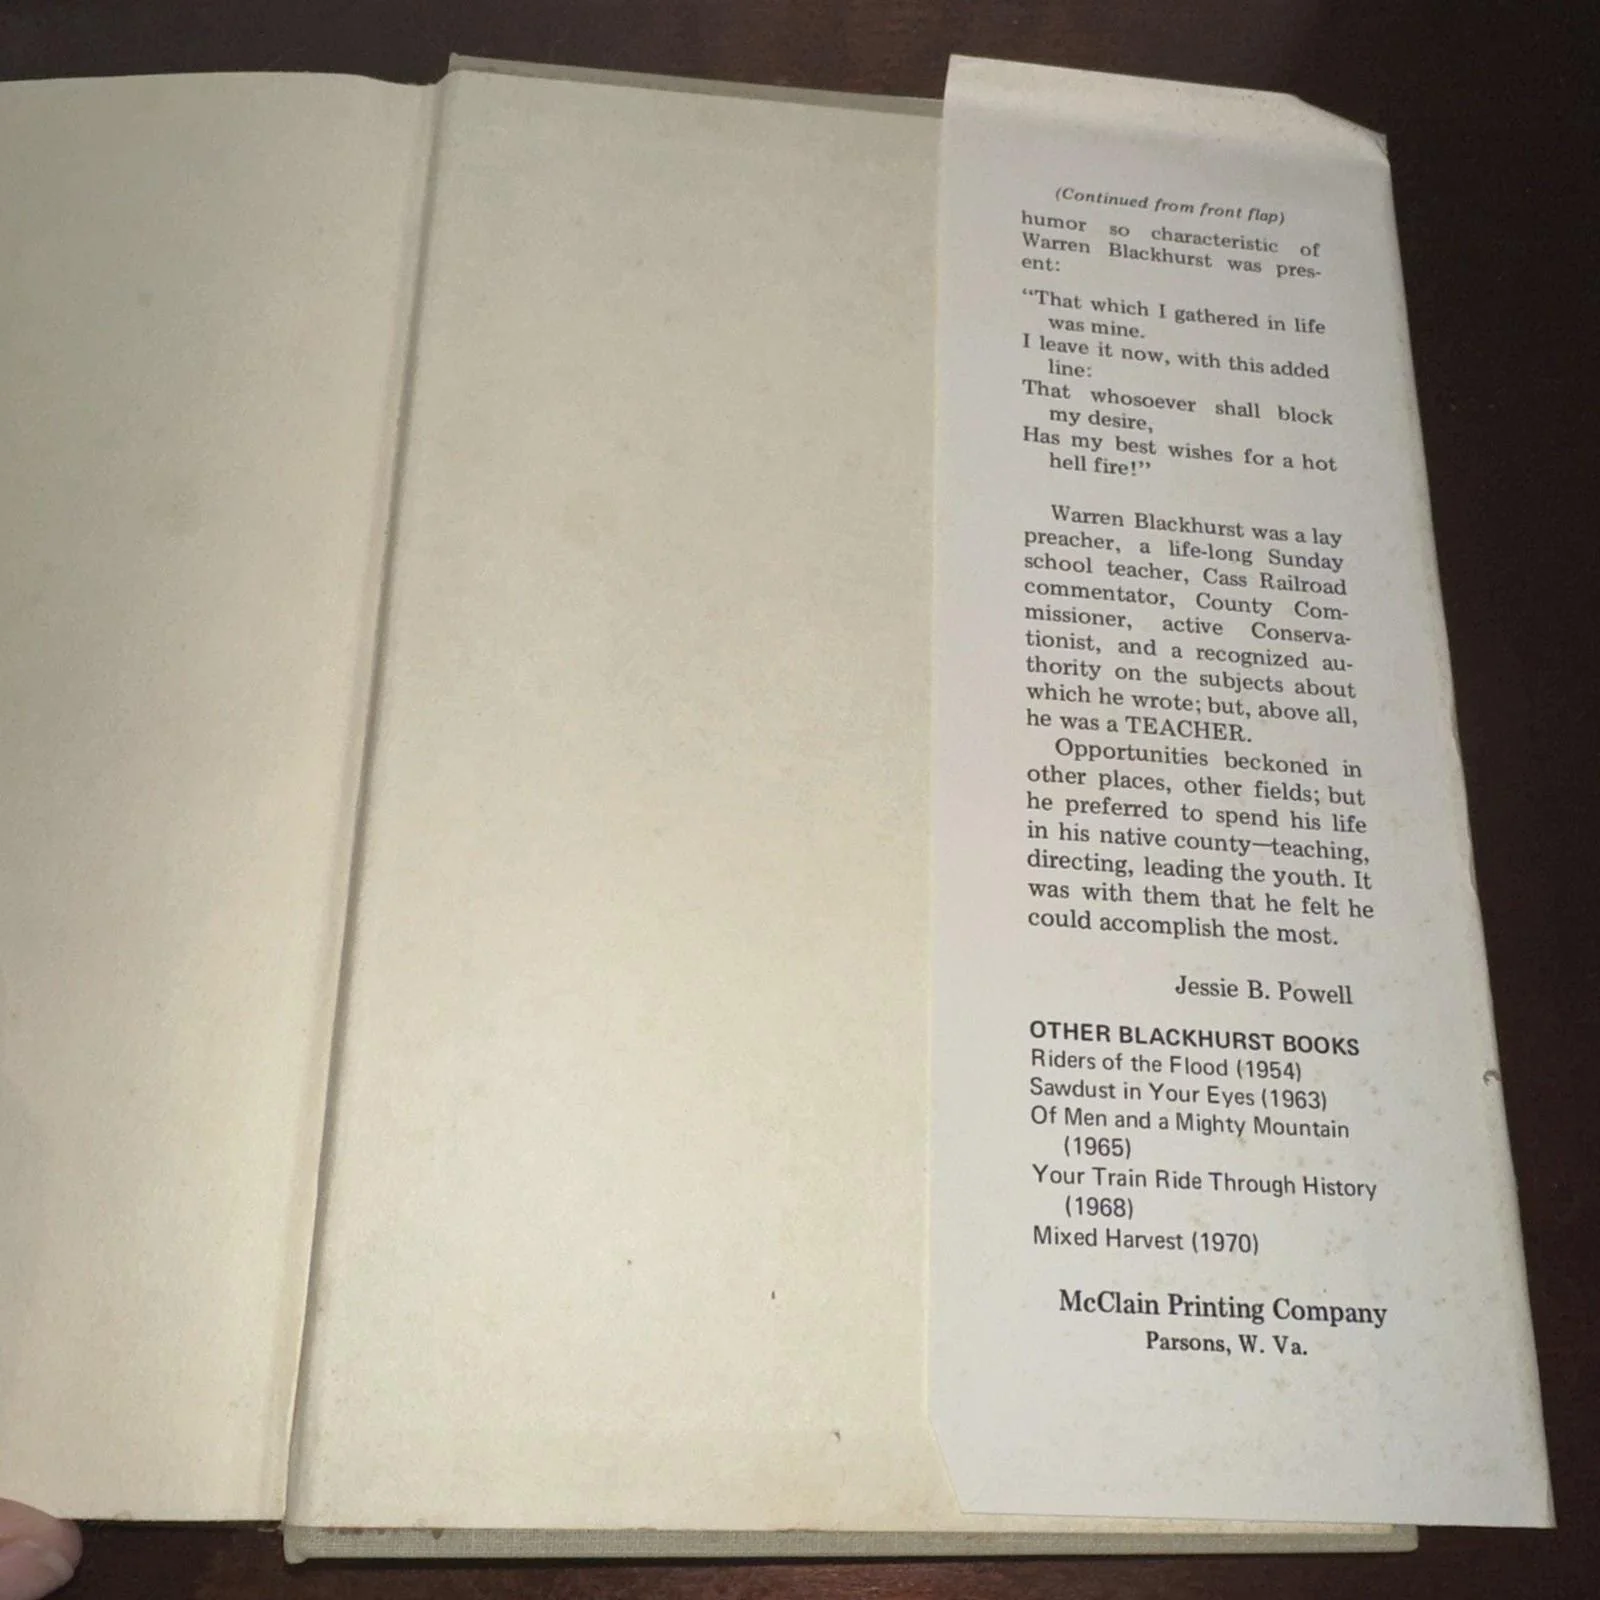 (Continued from front flap)
humor so characteristic of
Warren Blackhurst was pres-
ent:
“That which I gathered in life
was mine.
I leave it now, with this added
line:
That whosoever shall block
my desire,
Has my best wishes for a hot
hell fire!”
Warren Blackhurst was a lay
preacher, a life-long Sunday
school teacher, Cass Railroad
commentator, County Com-
missioner, active Conserva-
tionist, and a recognized au-
thority on the subjects about
which he wrote; but, above all,
he was a TEACHER.
Opportunities beckoned in
other places, other fields; but
he preferred to spend his life
in his native county—teaching,
directing, leading the youth. It
was with them that he felt he
could accomplish the most.
Jessie B. Powell
OTHER BLACKHURST BOOKS
Riders of the Flood (1954)
Sawdust in Your Eyes (1963)
Of Men and a Mighty Mountain
(1965)
Your Train Ride Through History
(1968)
Mixed Harvest (1970)
McClain Printing Company
Parsons, W. Va.